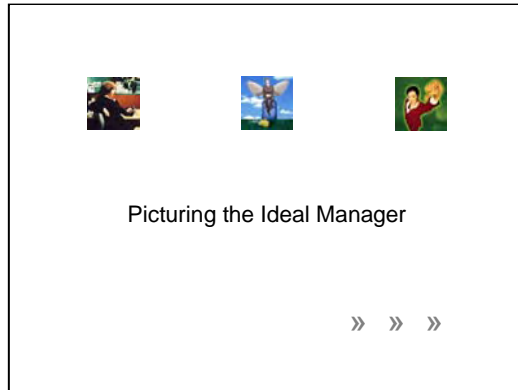 Picturing the Ideal Manager
» » »